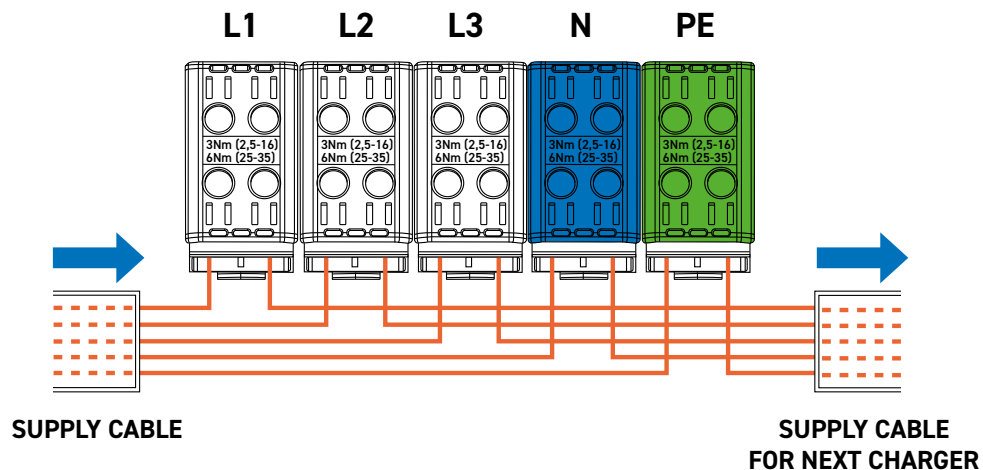 L1 L2 L3 N PE
3Nm (2,5-16) 3Nm (2,5-16) 3Nm (2,5-16) 3Nm (2,5-16) 3Nm (2,5-16)
6Nm (25-35) 6Nm (25-35) 6Nm (25-35) 6Nm (25-35) 6Nm (25-35)
SUPPLY CABLE
SUPPLY CABLE
FOR NEXT CHARGER